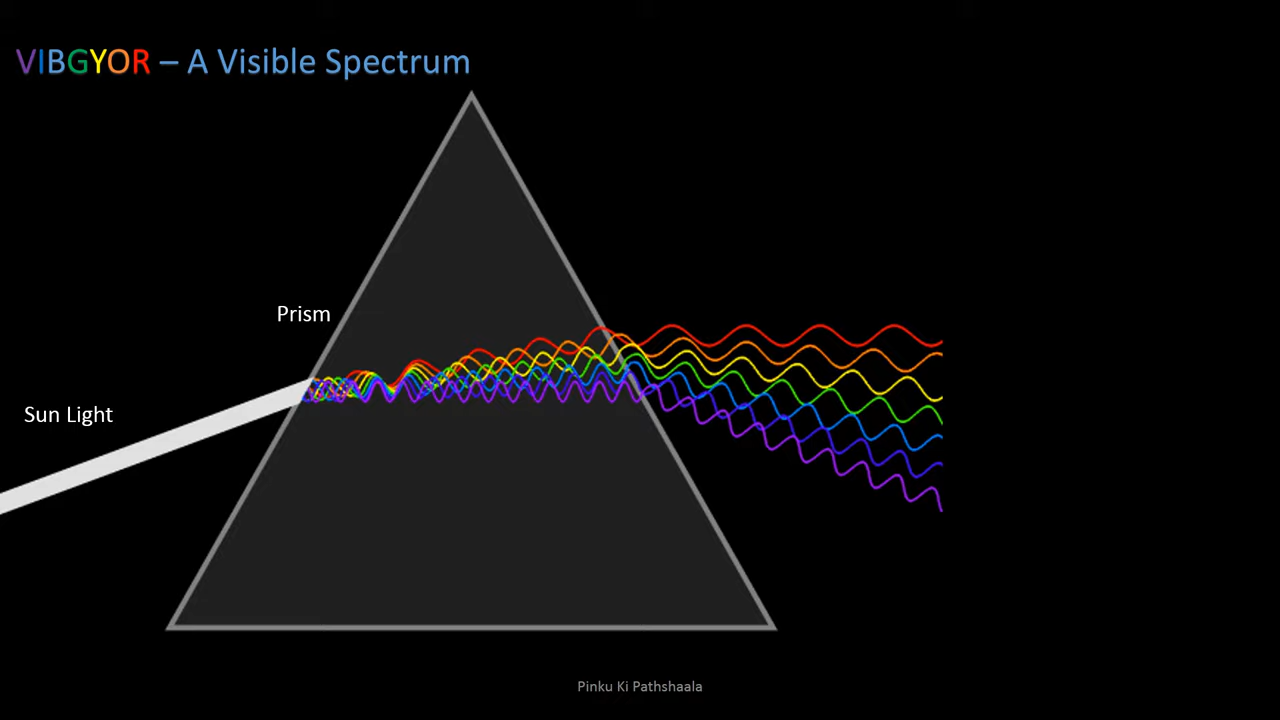 VIBGYOR – A Visible Spectrum
Prism
Sun Light
Pinku Ki Pathshaala